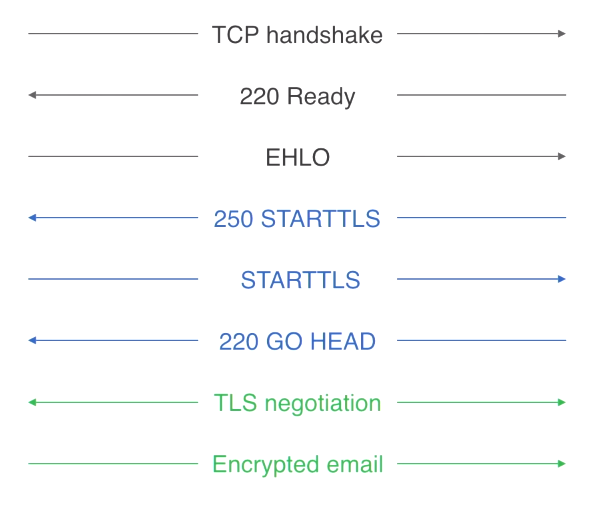 TCP handshake
220 Ready
EHLO
250 STARTTLS
STARTTLS
220 GO HEAD
TLS negotiation
Encrypted email